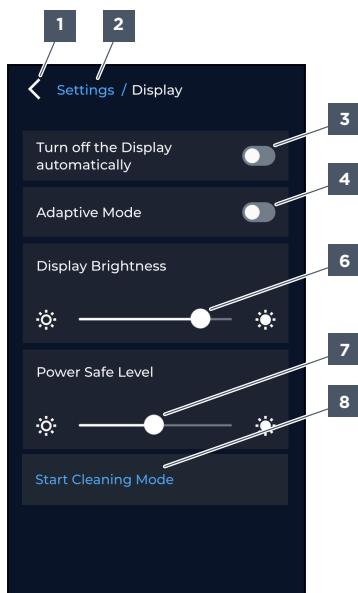 1
2
Settings / Display
3
Turn off the Display
automatically
4
Adaptive Mode
6
Display Brightness
7
Power Safe Level
8
Start Cleaning Mode